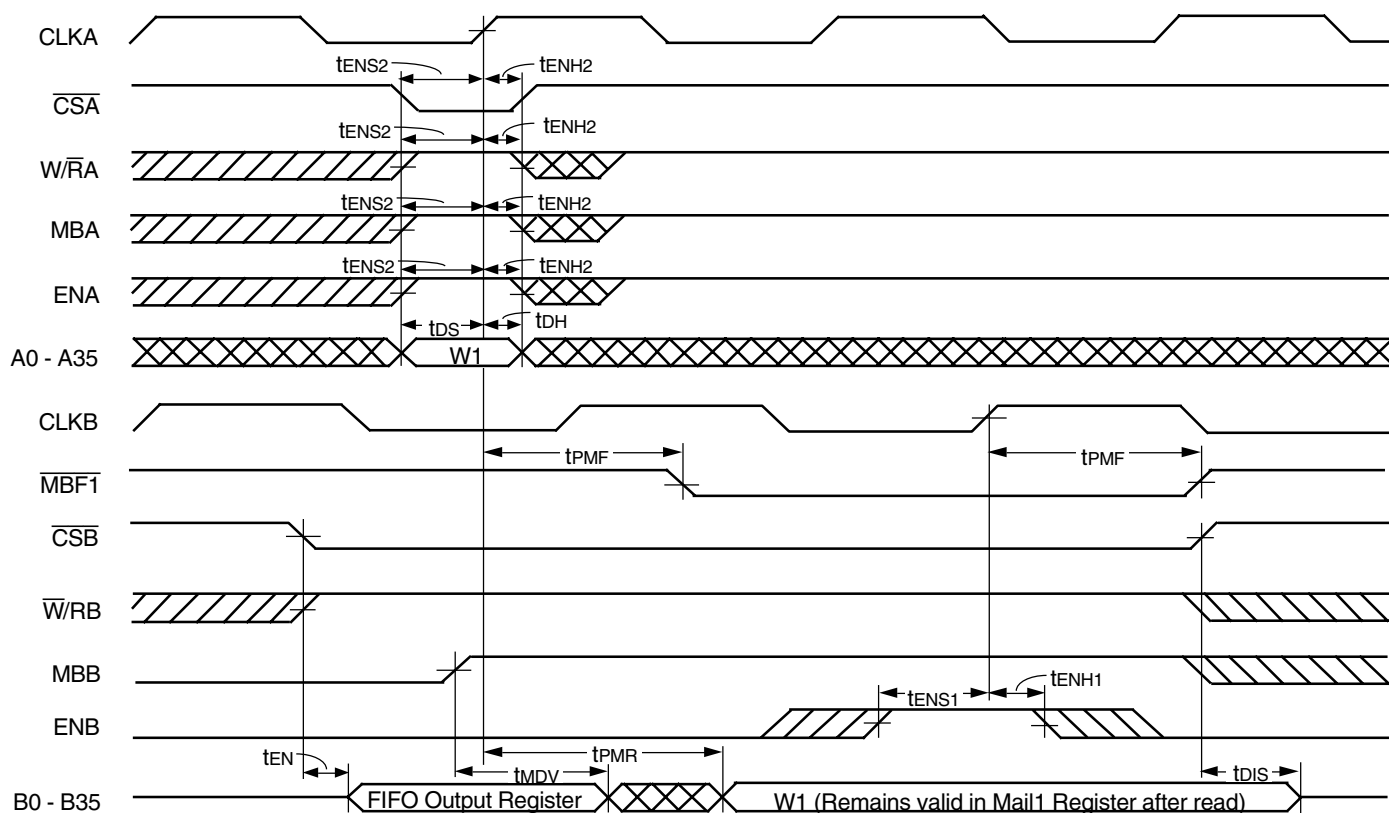 CLKA
tENS2 tENH2
CSA
tENS2 tENH2
W/RA
tENS2 tENH2
MBA
tENS2 tENH2
ENA
tDS tDH
A0 - A35 W1
CLKB
tPMF tPMF
MBF1
CSB
W/RB
MBB
tENS1 tENH1
ENB
tEN tPMR
tMDV tDIS
B0 - B35 FIFO Output Register W1 (Remains valid in Mail1 Register after read)